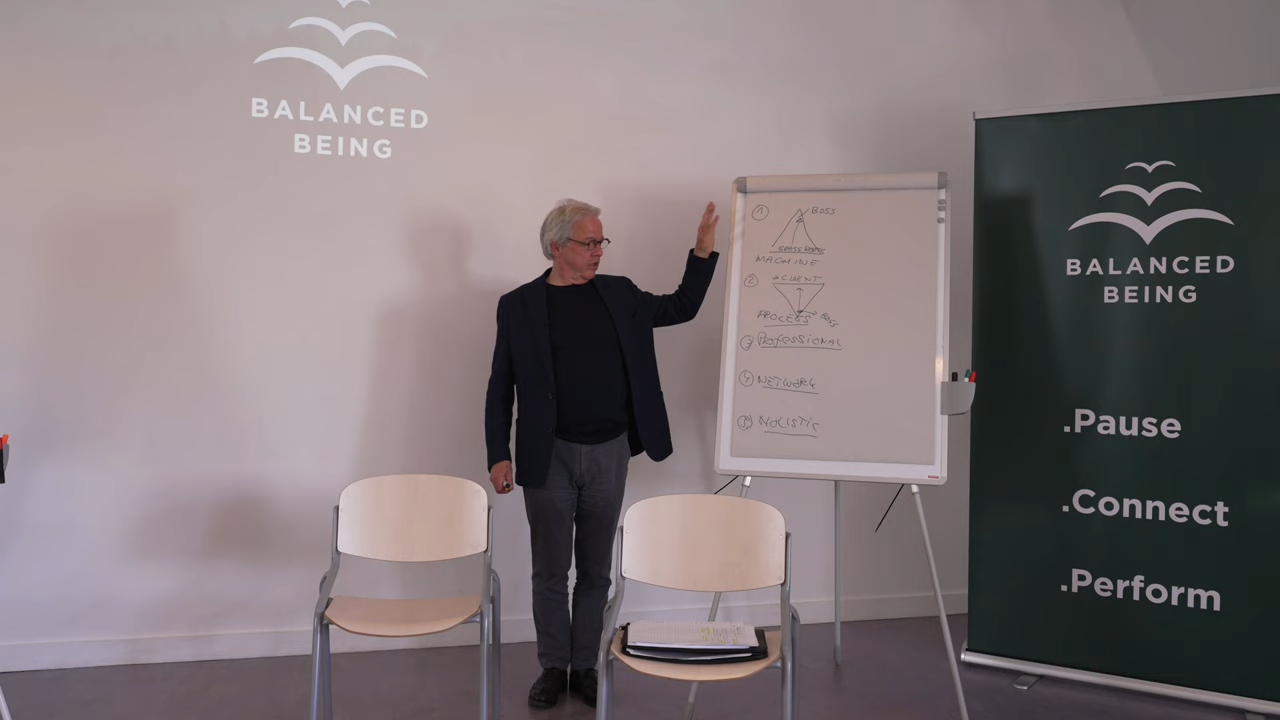 BALANCED
BEING
① BOSS
MACHINE
② CLIENT
PROCESS BOSS
③ PROFESSIONAL
④ NETWORK
⑤ HOLISTIC
BALANCED
BEING
.Pause
.Connect
.Perform